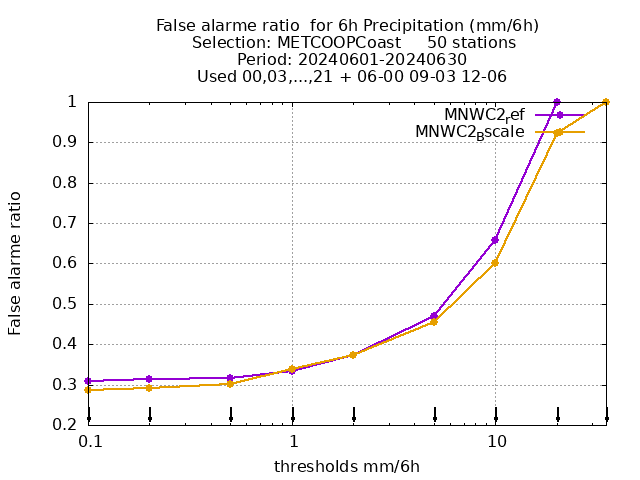 False alarme ratio  for 6h Precipitation (mm/6h)
Selection: METCOOPCoast     50 stations
Period: 20240601-20240630
Used 00,03,...,21 + 06-00 09-03 12-06
MNWC2ref
MNWC2Bscale
1
0.9
0.8
0.7
0.6
0.5
0.4
0.3
0.2
False alarme ratio
0.1 1 10
thresholds mm/6h